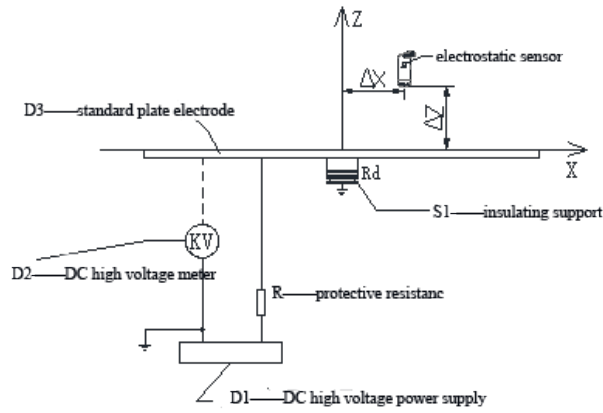 Z
electrostatic sensor
ΔX
ΔZ
D3—standard plate electrode
X
Rd
S1—insulating support
KV
D2—DC high voltage meter
R—protective resistanc
D1—DC high voltage power supply